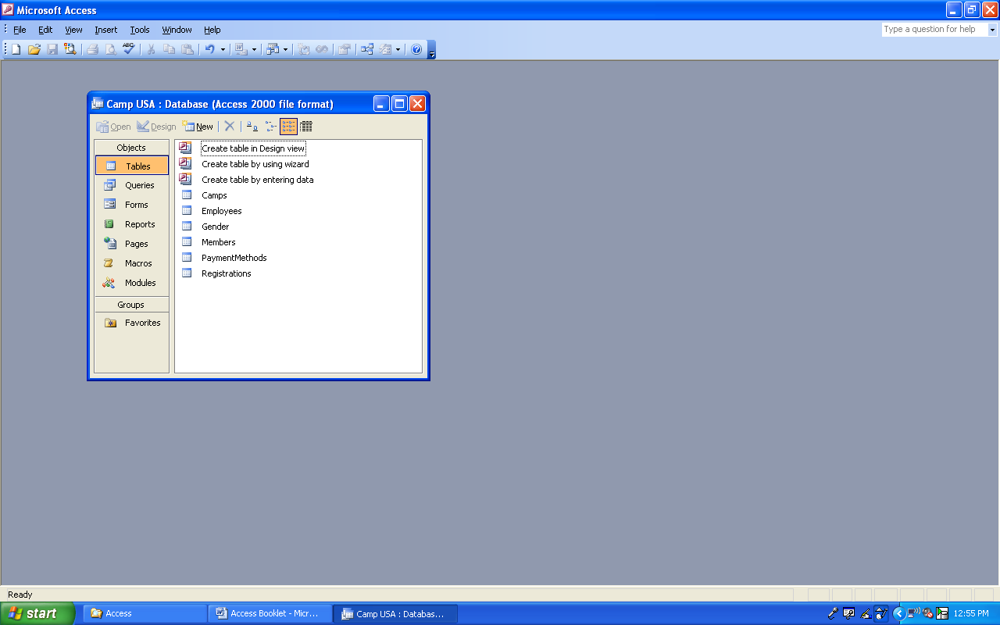 Microsoft Access
File Edit View Insert Tools Window Help
Type a question for help
ABC
Camp USA : Database (Access 2000 file format)
Open Design New
Objects
Tables
Queries
Forms
Reports
Pages
Macros
Modules
Groups
Favorites
Create table in Design view
Create table by using wizard
Create table by entering data
Camps
Employees
Gender
Members
PaymentMethods
Registrations
Ready
start
Access
Access Booklet - Micr...
Camp USA : Databas...
12:55 PM